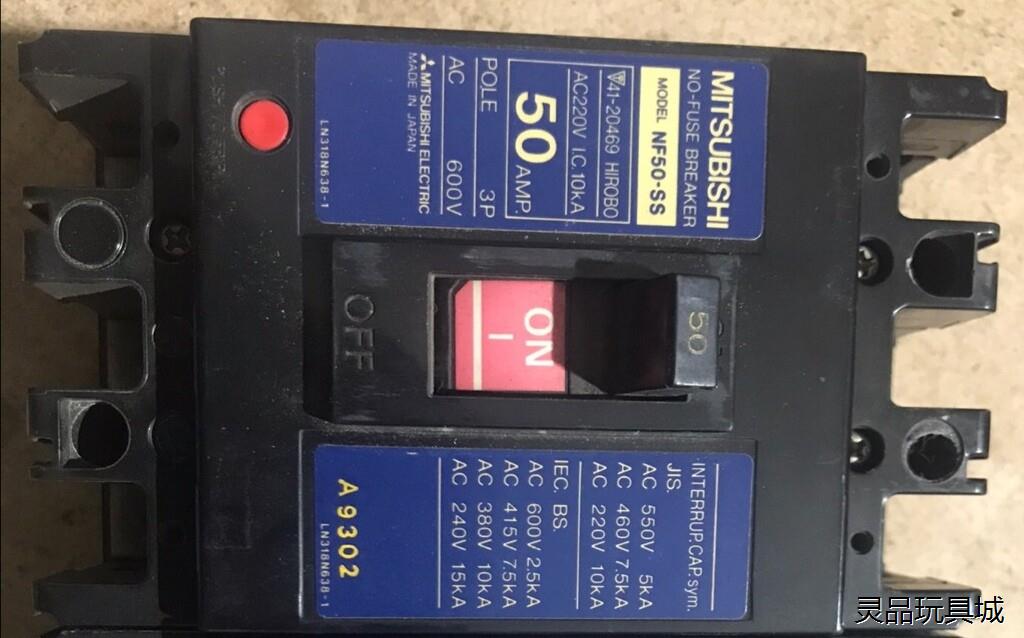 MITSUBISHI
NO-FUSE BREAKER
MODEL NF50-SS
41-20469 HIROBO
AC220V I.C.10kA
50 AMP.
POLE 3P
AC 600V
MITSUBISHI ELECTRIC
MADE IN JAPAN
LN318N638-1
50
ON
I
OFF
INTERRUP.CAP.sym.
JIS.
AC 550V 5kA
AC 460V 7.5kA
AC 220V 10kA
IEC. BS.
AC 600V 2.5kA
AC 415V 7.5kA
AC 380V 10kA
AC 240V 15kA
A9302
LN318N638-1
灵品玩具城